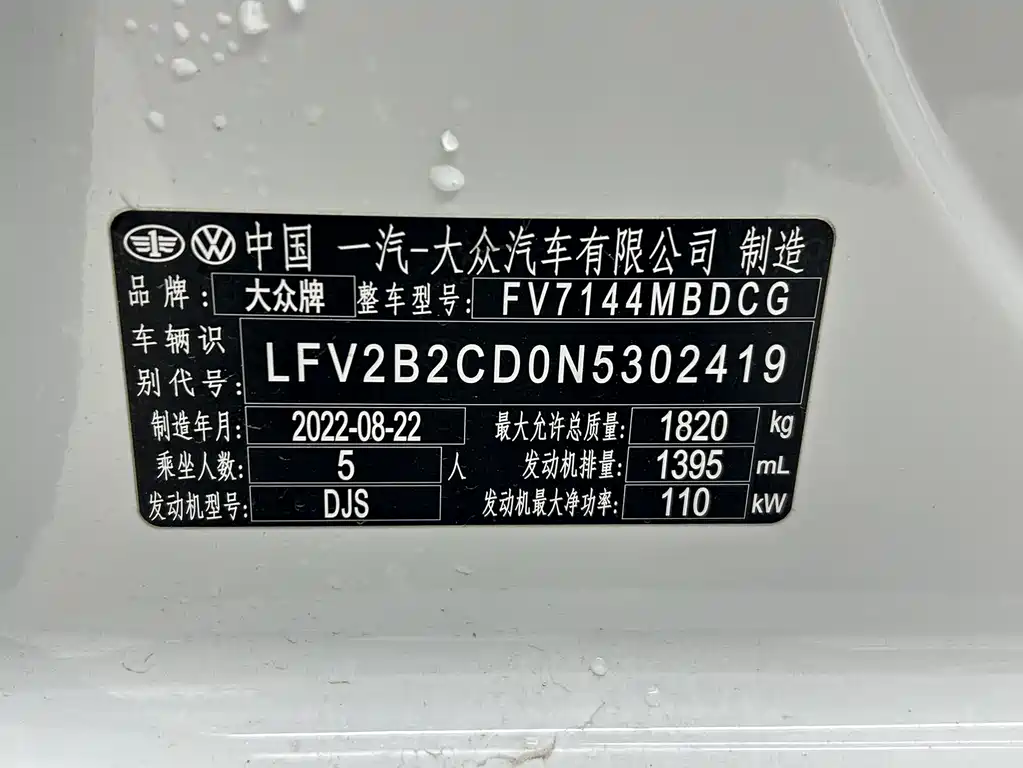 中国 一汽-大众汽车有限公司 制造
品牌: 大众牌 整车型号: FV7144MBDCG
车辆识别代号: LFV2B2CD0N5302419
制造年月: 2022-08-22 最大允许总质量: 1820 kg
乘坐人数: 5 人 发动机排量: 1395 mL
发动机型号: DJS 发动机最大净功率: 110 kW